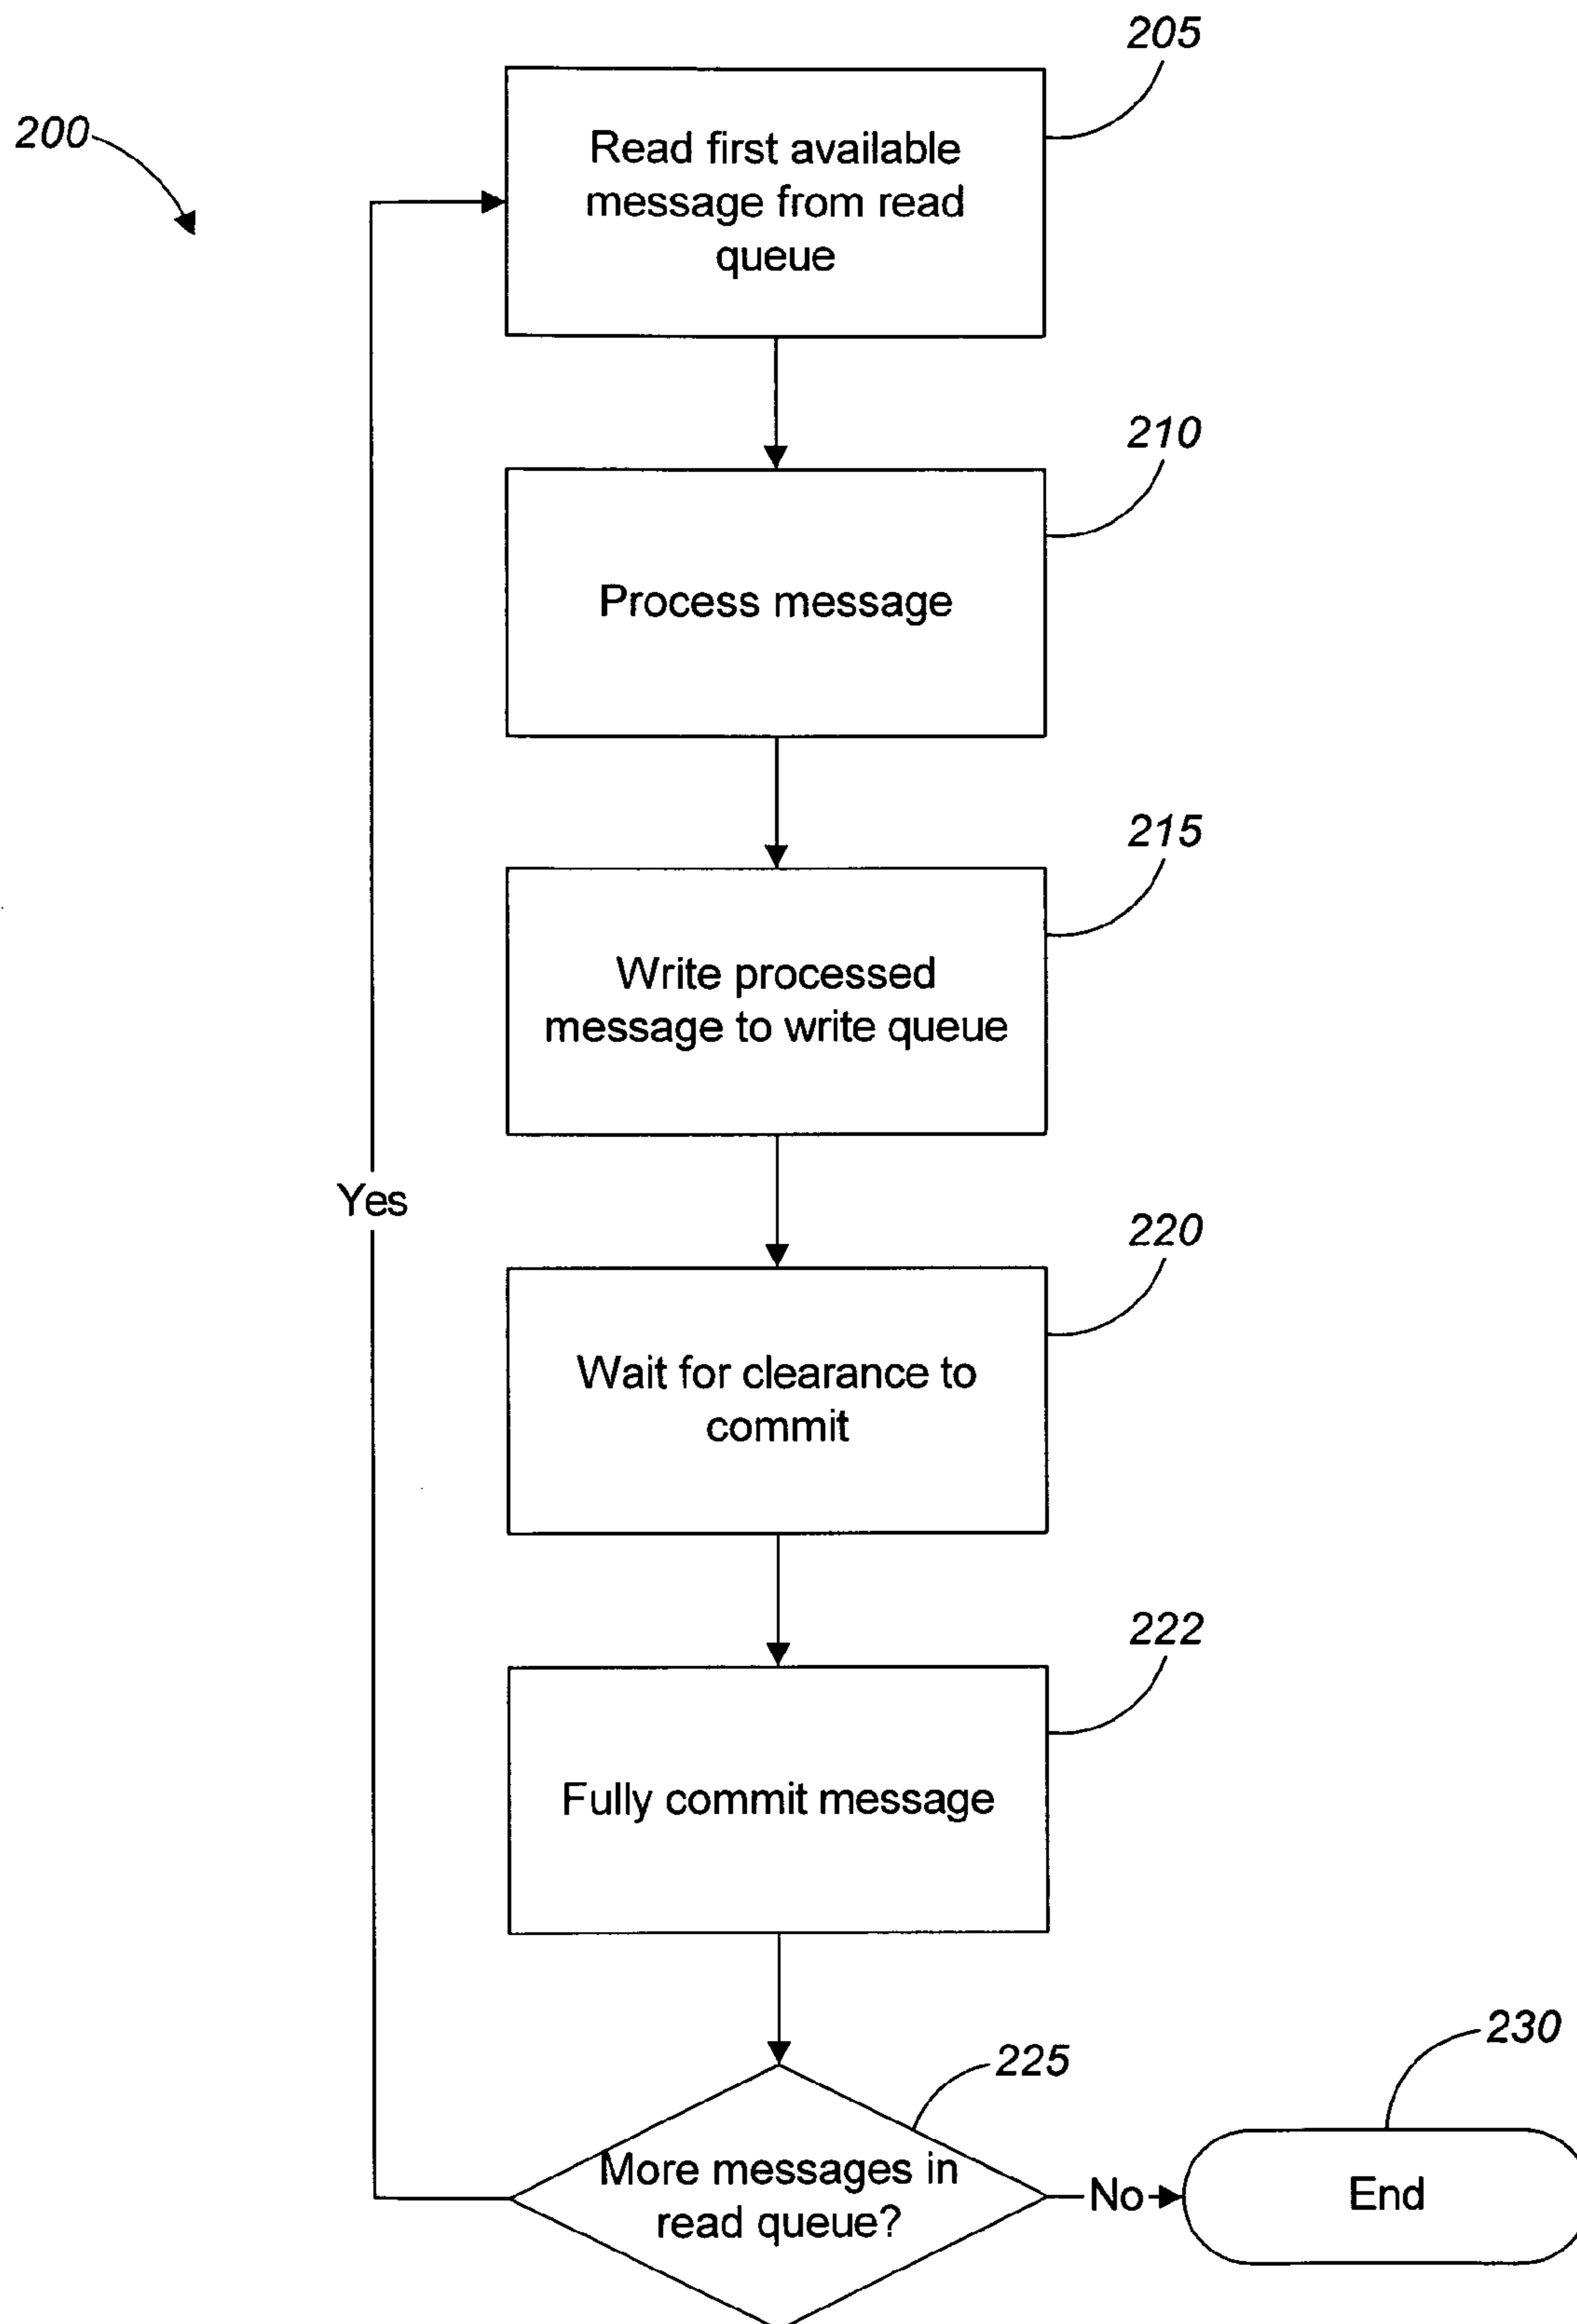 205
200
Read first available
message from read
queue
210
Process message
215
Write processed
message to write queue
Yes
220
Wait for clearance to
commit
222
Fully commit message
230
225
More messages in
read queue?
No
End